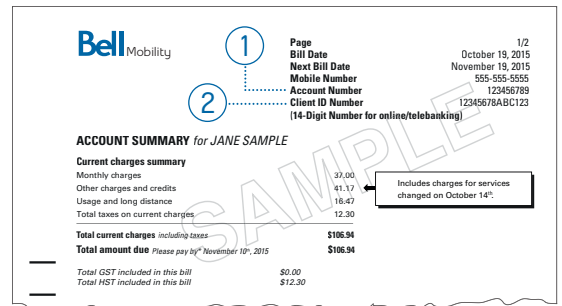 Bell Mobility
1
2
Page 1/2
Bill Date October 19, 2015
Next Bill Date November 19, 2015
Mobile Number 555-555-5555
Account Number 123456789
Client ID Number 12345678ABC123
(14-Digit Number for online/telebanking)
ACCOUNT SUMMARY for JANE SAMPLE
Current charges summary
Monthly charges 37.00
Other charges and credits 41.17
Usage and long distance 16.47
Total taxes on current charges 12.30
Includes charges for services
changed on October 14th.
Total current charges including taxes $106.94
Total amount due Please pay by* November 10th, 2015 $106.94
Total GST included in this bill $0.00
Total HST included in this bill $12.30
SAMPLE